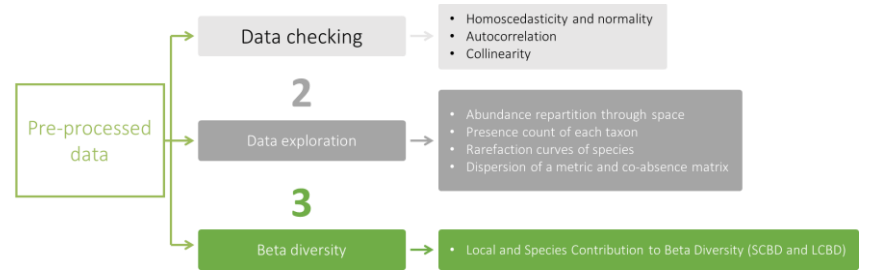 Data checking
• Homoscedasticity and normality
• Autocorrelation
• Collinearity
Pre-processed
data
2
Data exploration
• Abundance repartition through space
• Presence count of each taxon
• Rarefaction curves of species
• Dispersion of a metric and co-absence matrix
3
Beta diversity
• Local and Species Contribution to Beta Diversity (SCBD and LCBD)